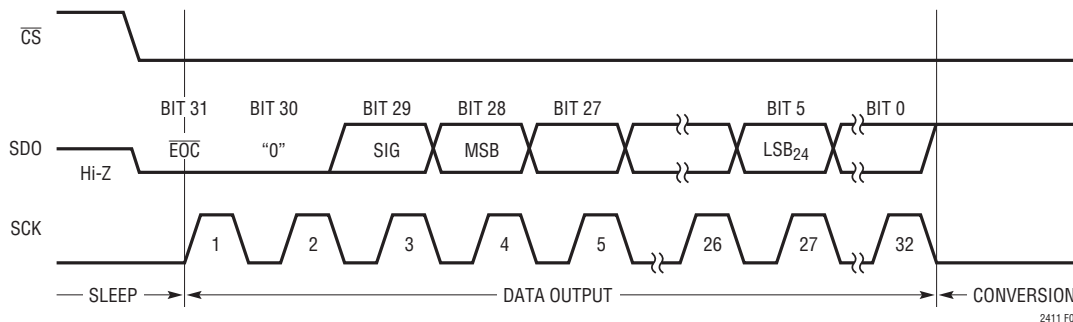 CS
BIT 31 BIT 30 BIT 29 BIT 28 BIT 27 BIT 5 BIT 0
SDO EOC “0” SIG MSB LSB24
Hi-Z
SCK 1 2 3 4 5 26 27 32
SLEEP DATA OUTPUT CONVERSION
2411 F0